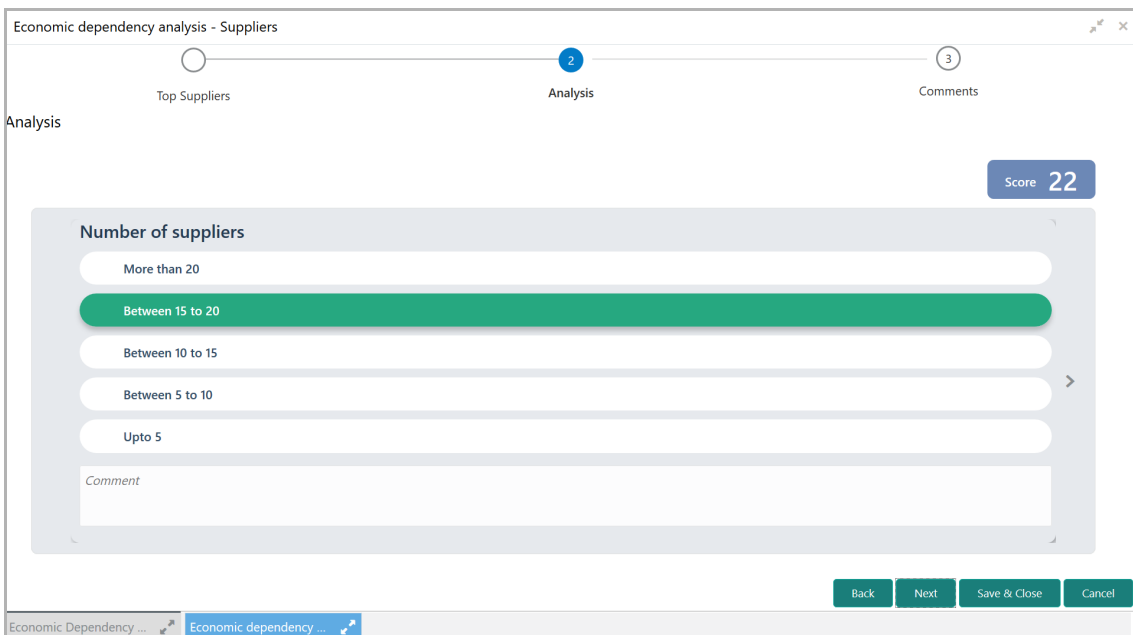 Economic dependency analysis - Suppliers
2
3
Top Suppliers
Analysis
Comments
Analysis
Score 22
Number of suppliers
More than 20
Between 15 to 20
Between 10 to 15
Between 5 to 10
Upto 5
Comment
Back Next Save & Close Cancel
Economic Dependency ... Economic dependency ...